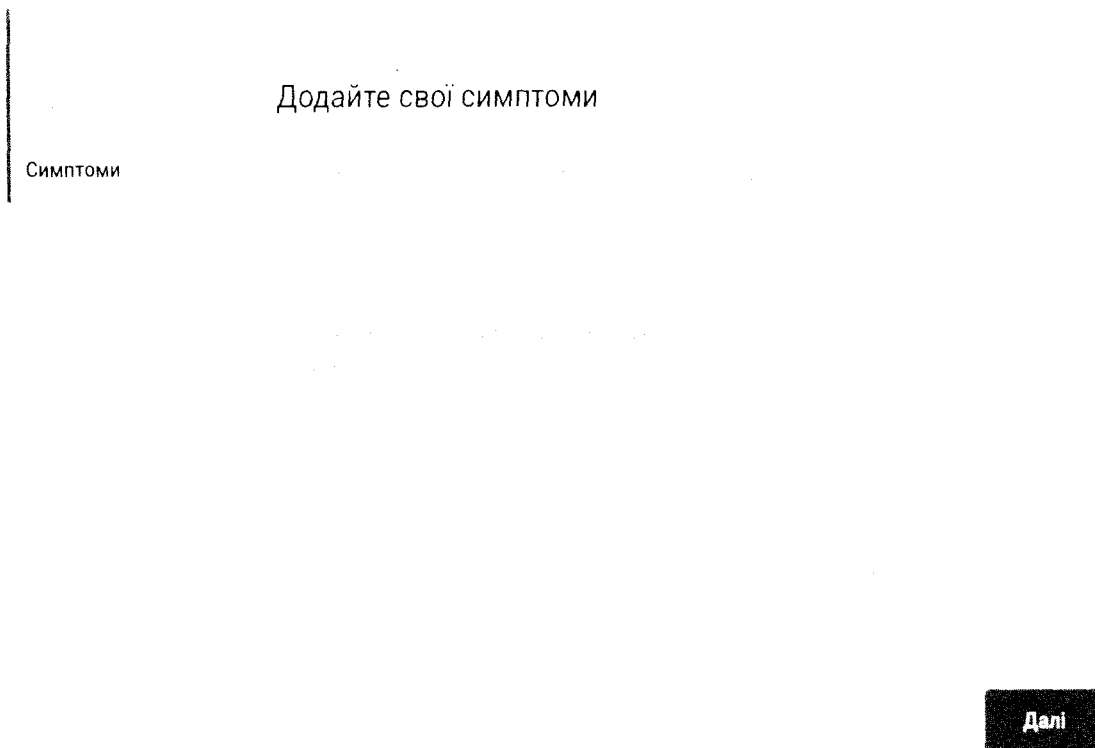 Додайте свої симптоми
Симптоми
Далі